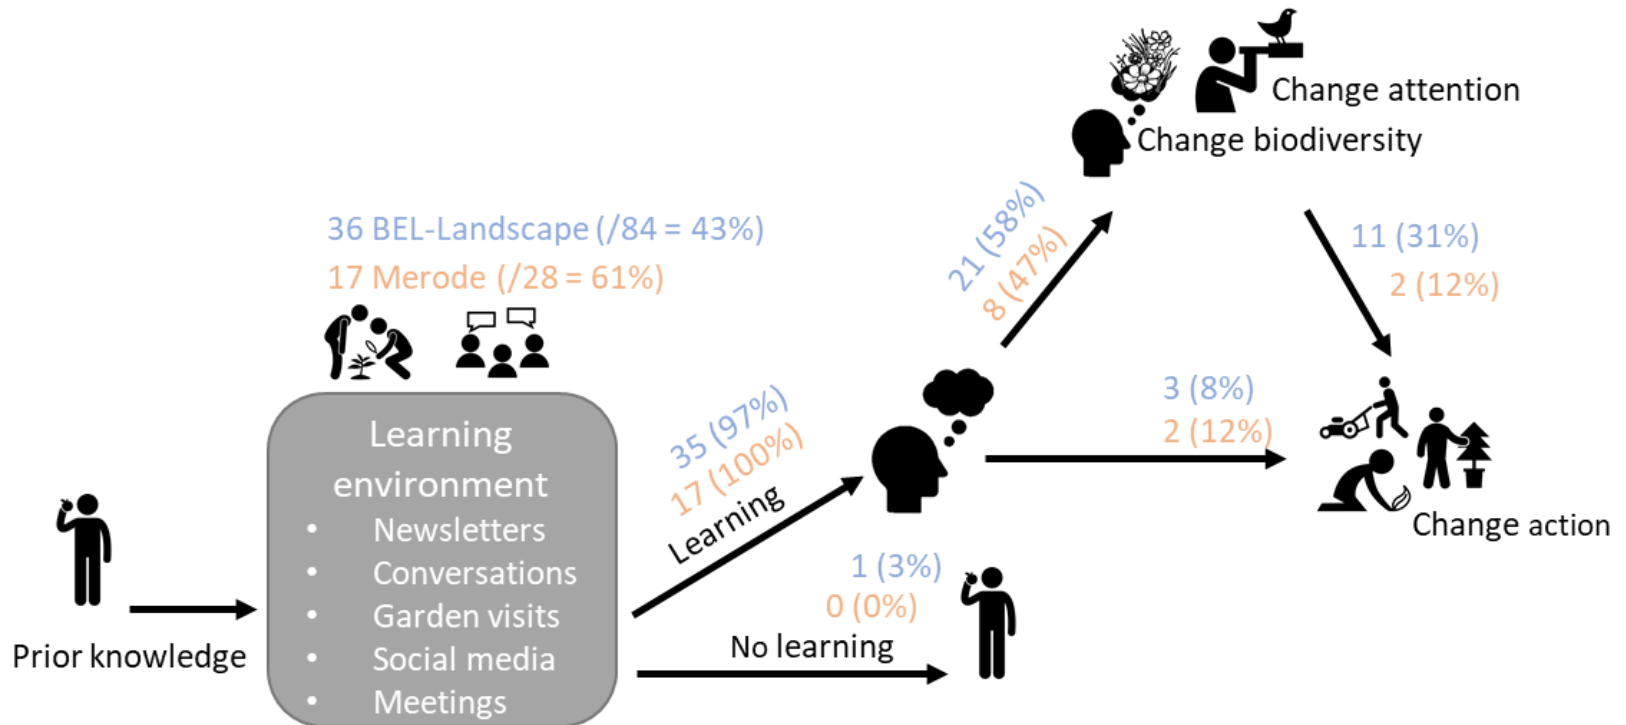 Change attention
Change biodiversity
36 BEL-Landscape (/84 = 43%)
17 Merode (/28 = 61%)
21 (58%)
8 (47%)
11 (31%)
2 (12%)
Learning
environment
• Newsletters
• Conversations
• Garden visits
• Social media
• Meetings
35 (97%)
17 (100%)
Learning
3 (8%)
2 (12%)
Change action
1 (3%)
0 (0%)
No learning
Prior knowledge